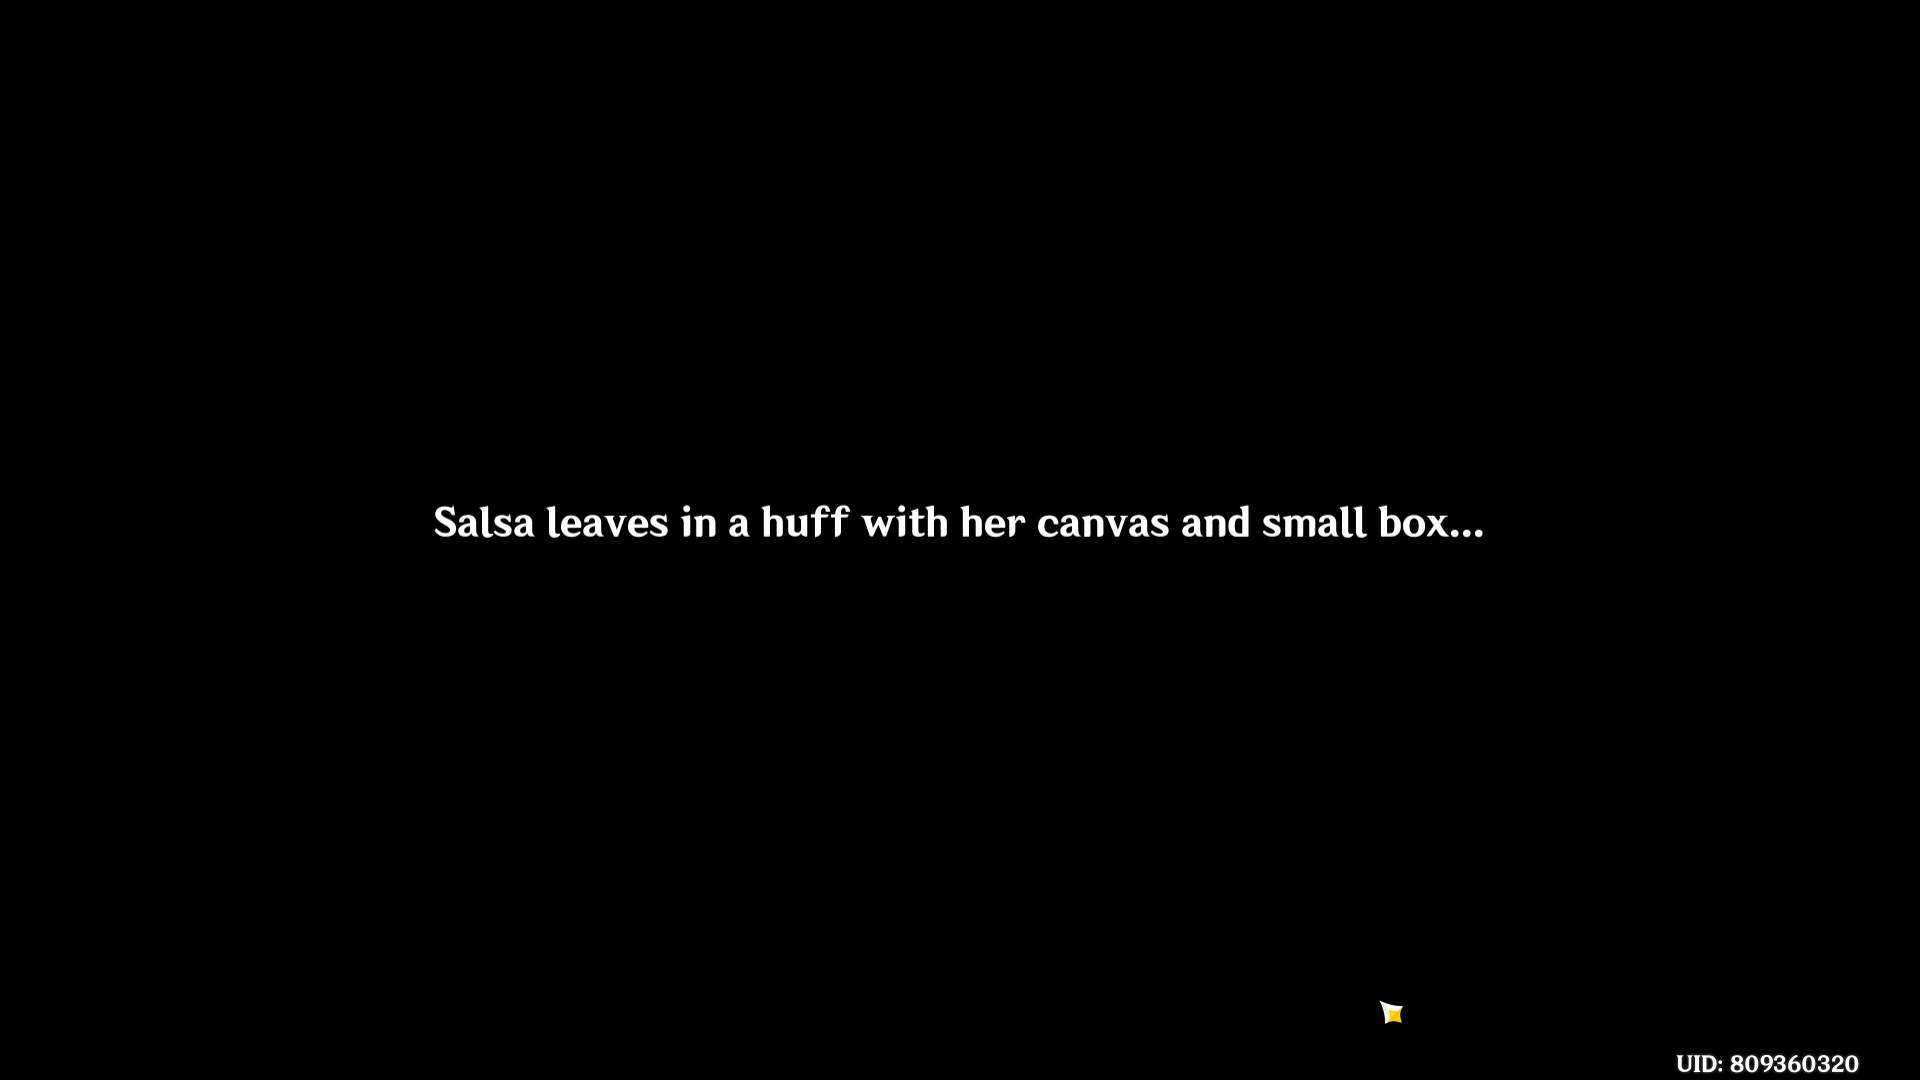 Salsa leaves in a huff with her canvas and small box...
UID: 809360320